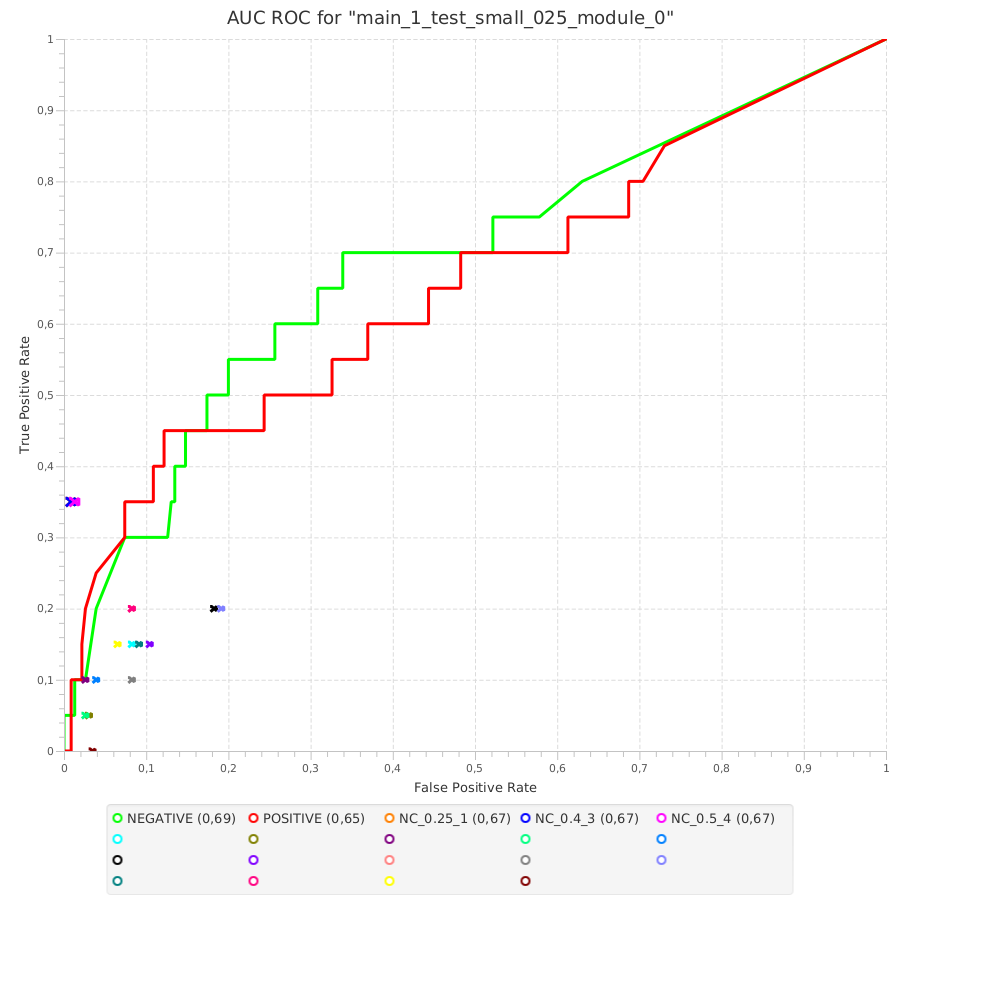 AUC ROC for "main_1_test_small_025_module_0"
1
0,9
0,8
0,7
0,6
0,5
0,4
0,3
0,2
0,1
0
True Positive Rate
0 0,1 0,2 0,3 0,4 0,5 0,6 0,7 0,8 0,9 1
False Positive Rate
NEGATIVE (0,69) POSITIVE (0,65) NC_0.25_1 (0,67) NC_0.4_3 (0,67) NC_0.5_4 (0,67)